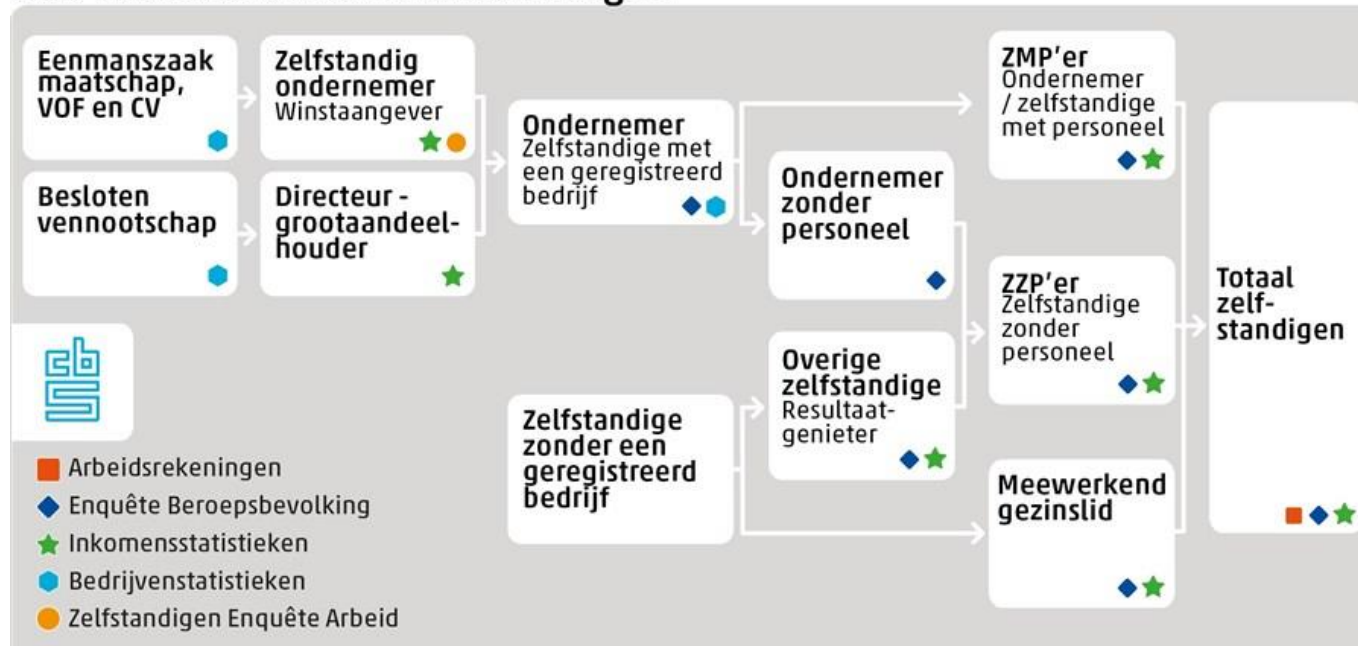 Eenmanszaak
maatschap,
VOF en CV
Zelfstandig
ondernemer
Winstaangever
Besloten
vennootschap
Directeur -
grootaandeel-
houder
Ondernemer
Zelfstandige met
een geregistreerd
bedrijf
Zelfstandige
zonder een
geregistreerd
bedrijf
Ondernemer
zonder
personeel
Overige
zelfstandige
Resultaat-
genieter
ZMP'er
Ondernemer
/ zelfstandige
met personeel
ZZP'er
Zelfstandige
zonder
personeel
Meewerkend
gezinslid
Totaal
zelf-
standigen
cbs
Arbeidsrekeningen
Enquête Beroepsbevolking
Inkomensstatistieken
Bedrijvenstatistieken
Zelfstandigen Enquête Arbeid